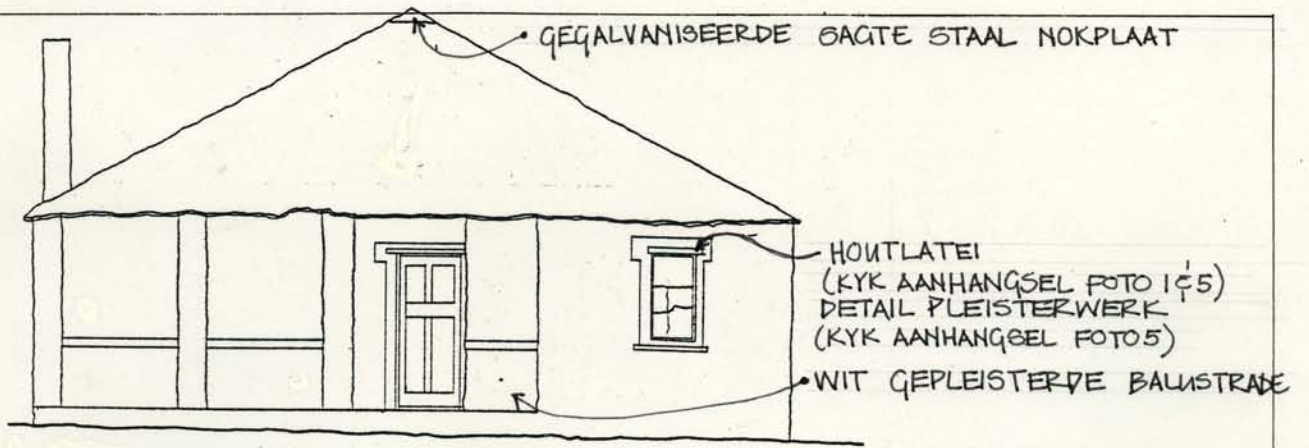 GEGALVANISEERDE SAGTE STAAL NOKPLAAT
HOUTLATEI
(KYK AANHANGSEL FOTO 1 & 5)
DETAIL PLEISTERWERK
(KYK AANHANGSEL FOTO 5)
WIT GEPLEISTERDE BALUSTRADE